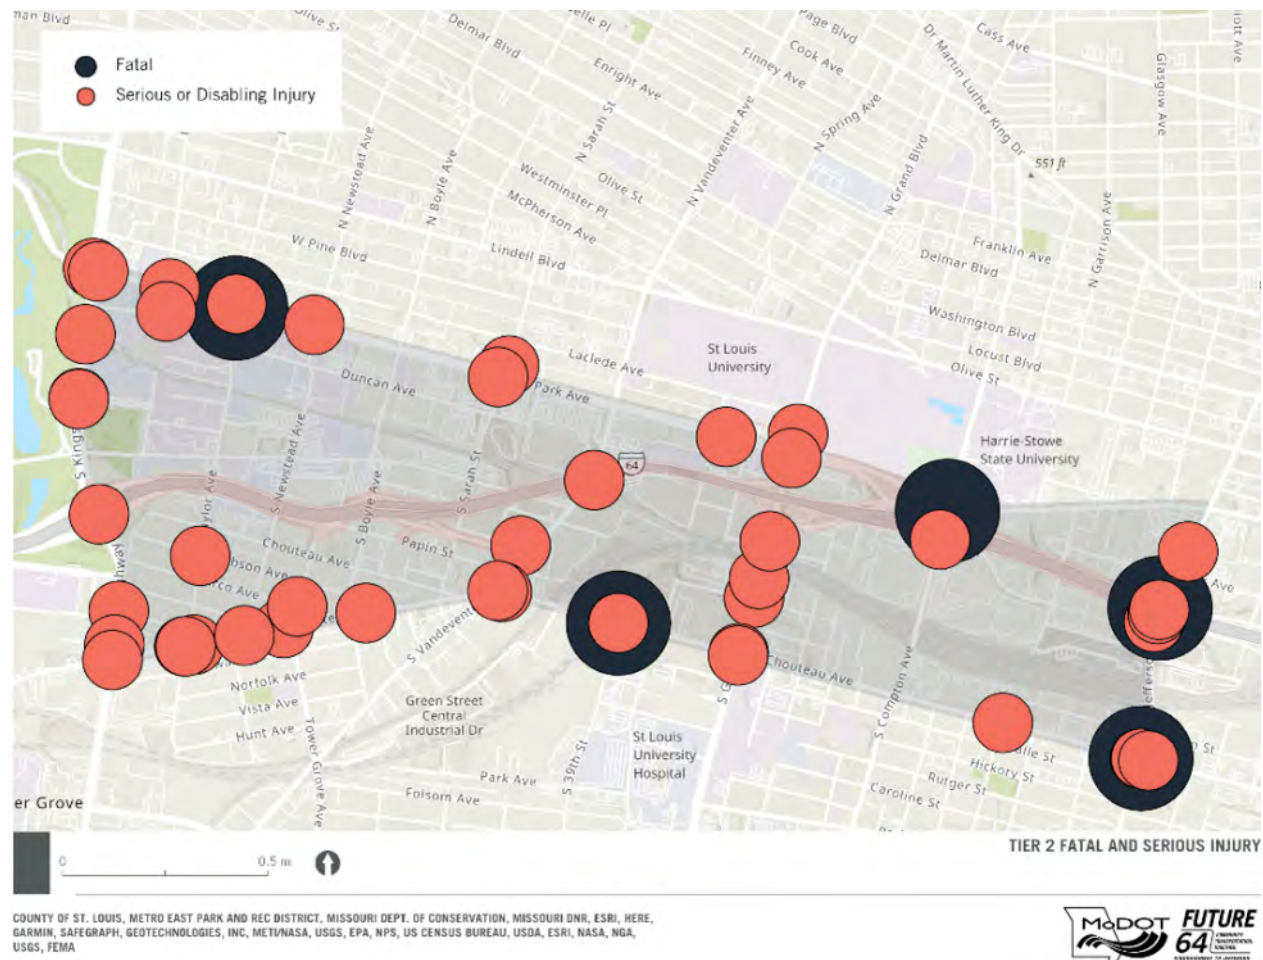 Fatal
Serious or Disabling Injury
Delmar Blvd
Enright Ave
Page Blvd
Cook Ave
Finney Ave
Cass Ave
Dr Martin Luther King Dr
Glasgow Ave
N Spring Ave
N Sarah St
N Vandeventer Ave
N Grand Blvd
551 ft
N Newstead Ave
N Boyle Ave
Westminster Pl
Olive St
McPherson Ave
N Garrison Ave
W Pine Blvd
Lindell Blvd
Franklin Ave
Delmar Blvd
Washington Blvd
Locust Blvd
Olive St
Laclede Ave
St Louis
University
Duncan Ave
Park Ave
Harrie-Stowe
State University
64
S Kings
S Newstead Ave
S Boyle Ave
S Sarah St
Chouteau Ave
Papin St
hway
Ave
S Vandevent
Norfolk Ave
Vista Ave
Hunt Ave
Tower Grove Ave
Green Street
Central
Industrial Dr
Chouteau Ave
S Compton Ave
S 39th St
St Louis
University
Hospital
Park Ave
Folsom Ave
Hickory St
Rutger St
Caroline St
er Grove
TIER 2 FATAL AND SERIOUS INJURY
0 0.5 mi
COUNTY OF ST. LOUIS, METRO EAST PARK AND REC DISTRICT, MISSOURI DEPT. OF CONSERVATION, MISSOURI DNR, ESRI, HERE,
GARMIN, SAFEGRAPH, GEOTECHNOLOGIES, INC, METI/NASA, USGS, EPA, NPS, US CENSUS BUREAU, USDA, ESRI, NASA, NGA,
USGS, FEMA
MoDOT
FUTURE
64